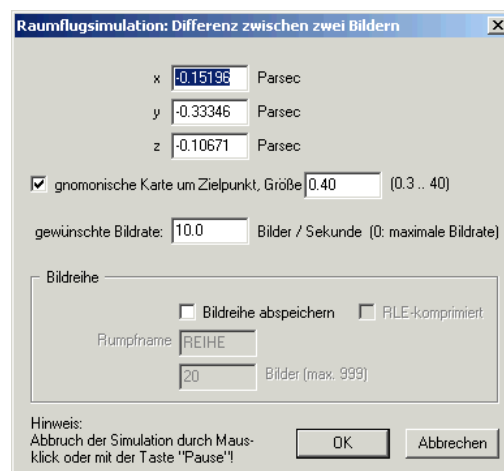 Raumflugsimulation: Differenz zwischen zwei Bildern
x -0.15196 Parsec
y -0.33346 Parsec
z -0.10671 Parsec
gnomonische Karte um Zielpunkt, Größe 0.40 (0.3 .. 40)
gewünschte Bildrate: 10.0 Bilder / Sekunde (0: maximale Bildrate)
Bildreihe
Bildreihe abspeichern RLE-komprimiert
Rumpfname REIHE
20 Bilder (max. 999)
Hinweis:
Abbruch der Simulation durch Maus-
klick oder mit der Taste "Pause"!
OK Abbrechen